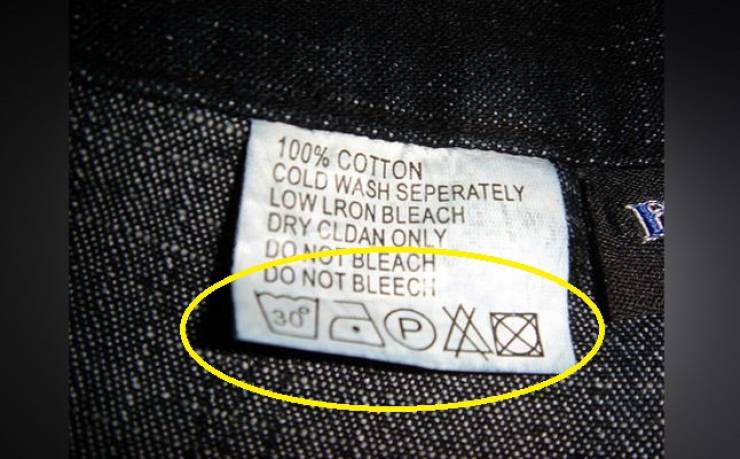 100% COTTON
COLD WASH SEPERATELY
LOW LRON BLEACH
DRY CLDAN ONLY
DO NOT BLEACH
DO NOT BLEECH
30° P